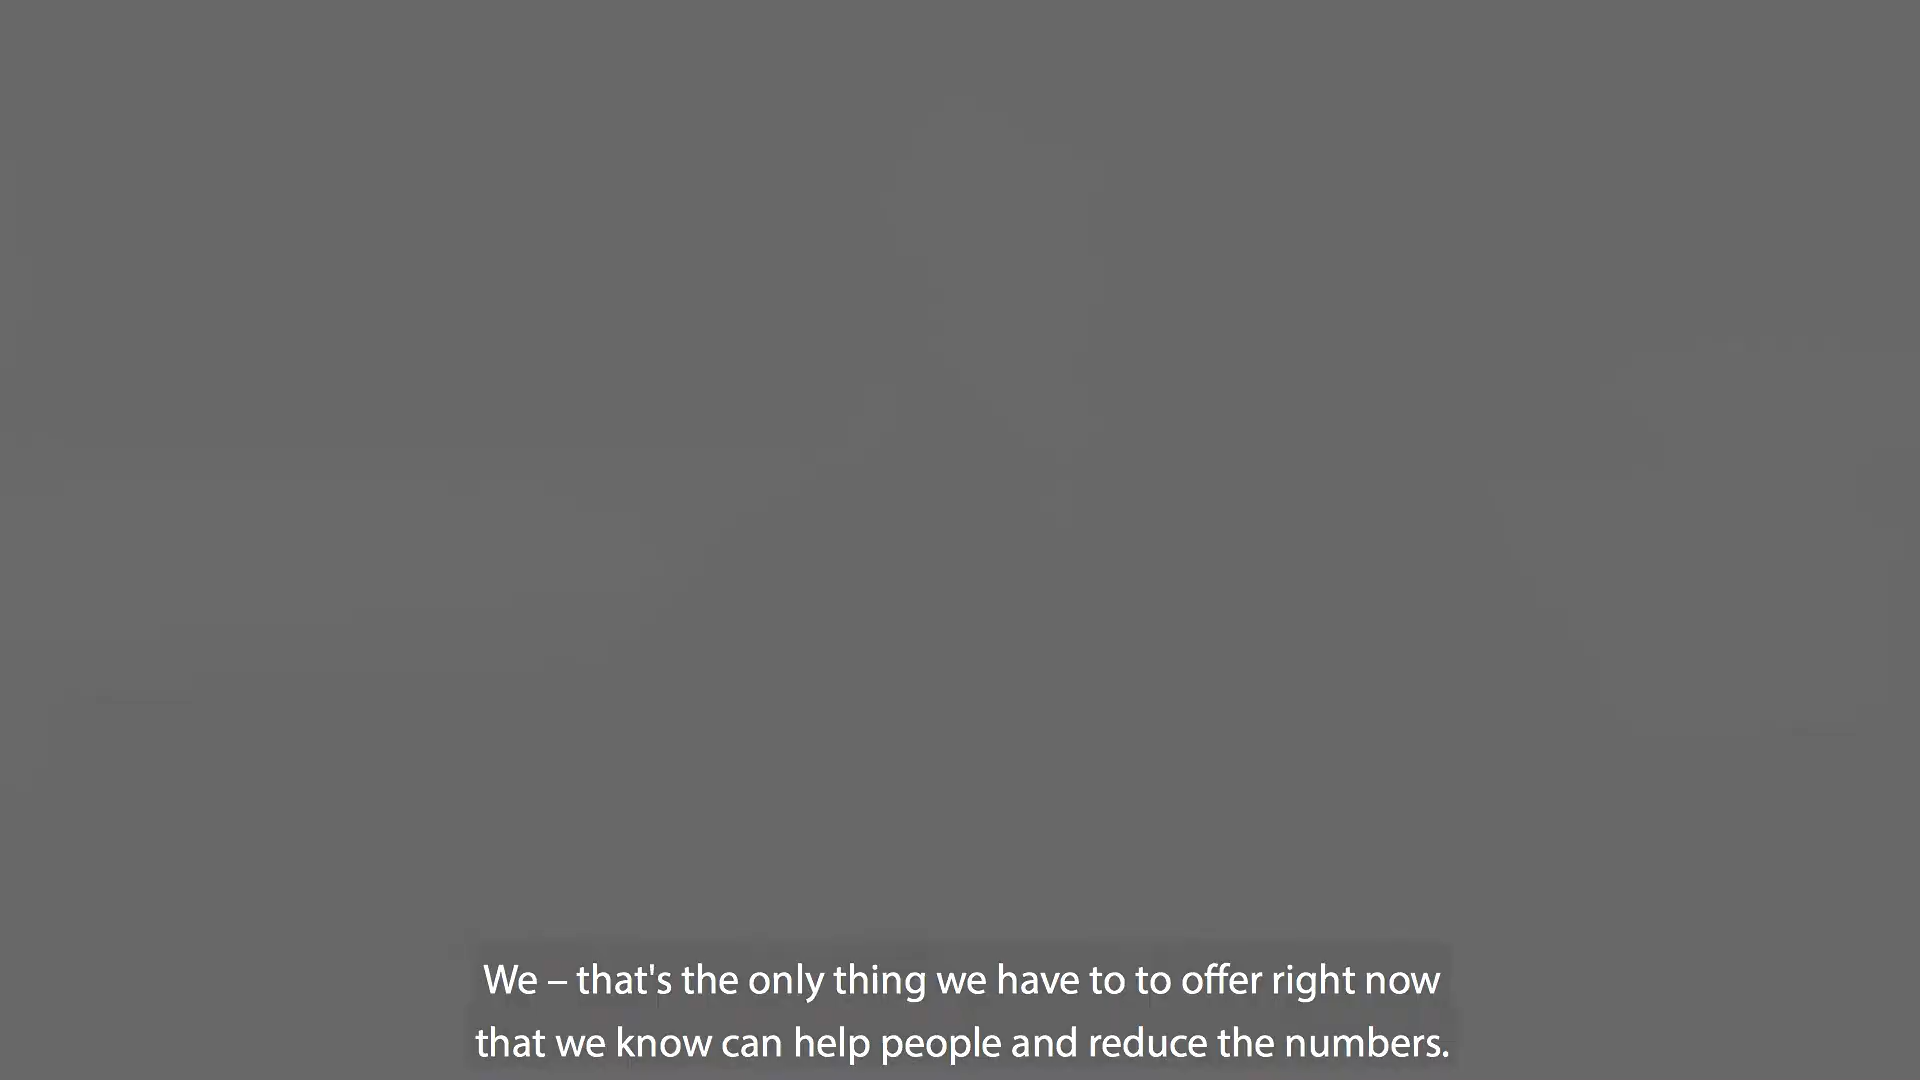 We – that's the only thing we have to to offer right now
that we know can help people and reduce the numbers.